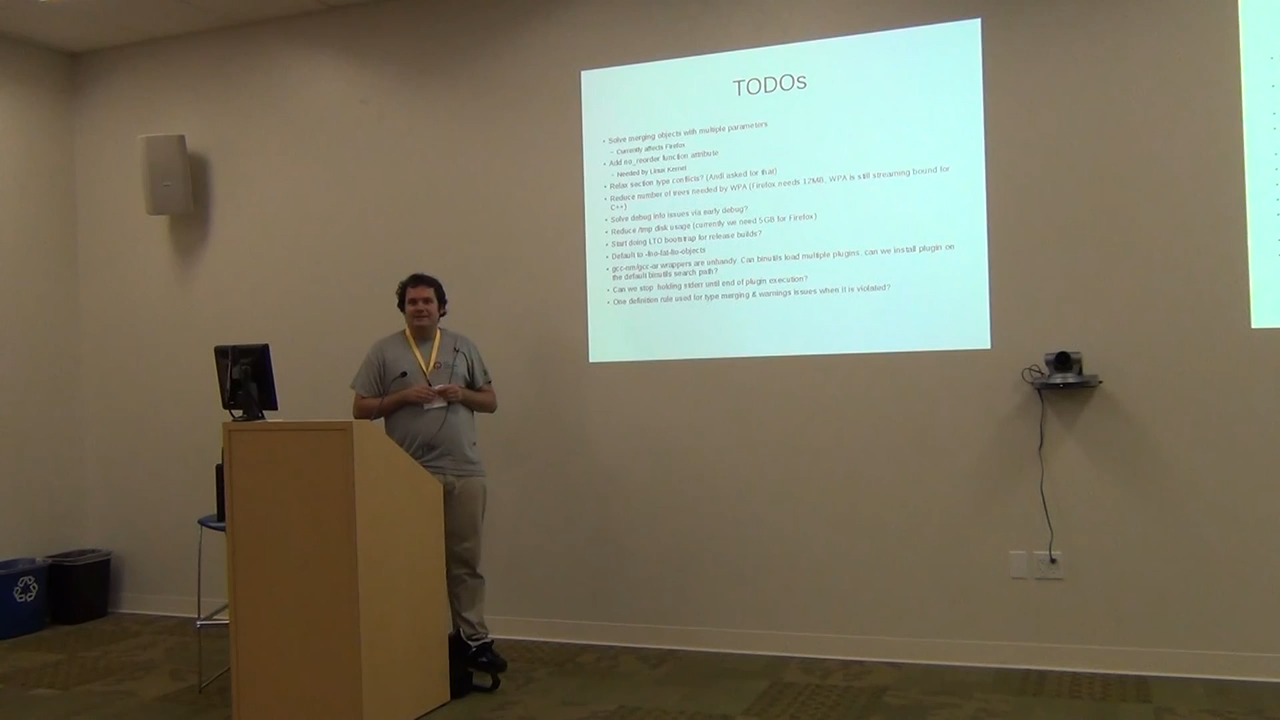 TODOs
• Solve merging objects with multiple parameters
– Currently affects Firefox
• Add no_reorder function attribute
– Needed by Linux Kernel
• Relax section type conflicts? (Andi asked for that)
• Reduce number of trees needed by WPA (Firefox needs 12MB, WPA is still streaming bound for
C++)
• Solve debug info issues via early debug?
• Reduce /tmp disk usage (currently we need 5GB for Firefox)
• Start doing LTO bootstrap for release builds?
• Default to -fno-fat-lto-objects
• gcc-nm/gcc-ar wrappers are unhandy. Can binutils load multiple plugins, can we install plugin on
the default binutils search path?
• Can we stop holding stderr until end of plugin execution?
• One definition rule used for type merging & warnings issues when it is violated?